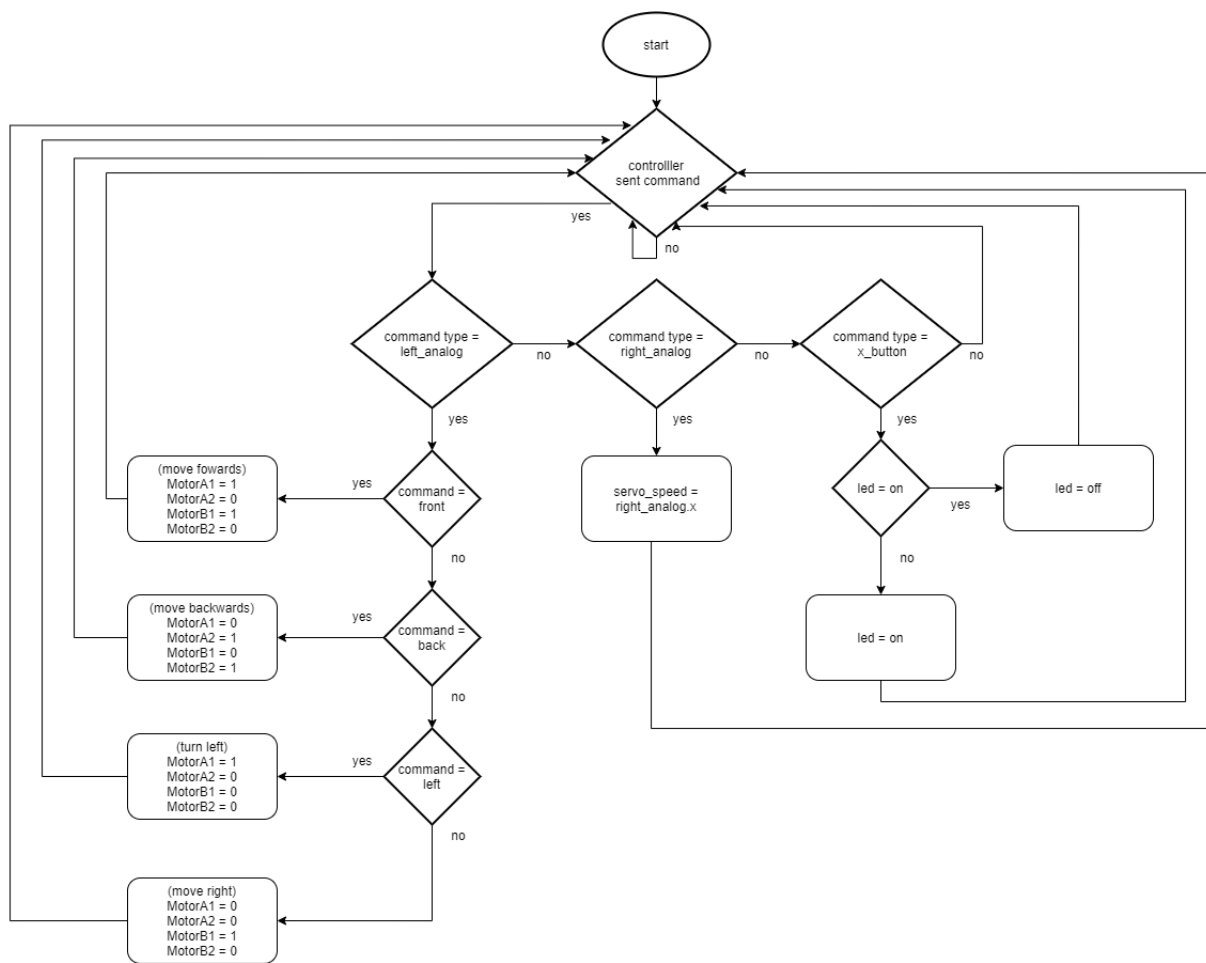 start
controlller
sent command
yes
no
command type =
left_analog
no
command type =
right_analog
no
command type =
x_button
no
yes
yes
yes
(move fowards)
MotorA1 = 1
MotorA2 = 0
MotorB1 = 1
MotorB2 = 0
yes
command =
front
servo_speed =
right_analog.x
led = on
yes
led = off
no
no
(move backwards)
MotorA1 = 0
MotorA2 = 1
MotorB1 = 0
MotorB2 = 1
yes
command =
back
led = on
no
(turn left)
MotorA1 = 1
MotorA2 = 0
MotorB1 = 0
MotorB2 = 0
yes
command =
left
no
(move right)
MotorA1 = 0
MotorA2 = 0
MotorB1 = 1
MotorB2 = 0